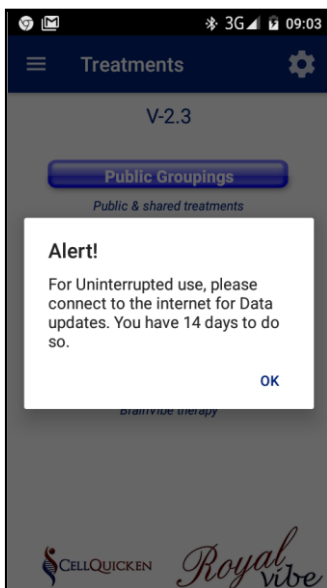 3G 09:03
Treatments
V-2.3
Public Groupings
Public & shared treatments
Alert!
For Uninterrupted use, please
connect to the internet for Data
updates. You have 14 days to do
so.
OK
BrainVibe therapy
CELLQUICKEN Royal
vibe